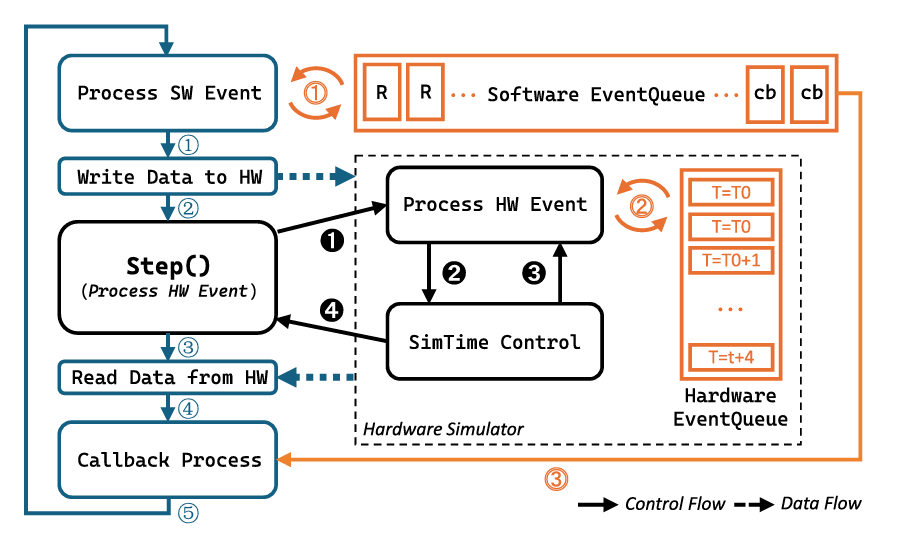 Process SW Event
①
R R ... Software EventQueue ... cb cb
①
Write Data to HW
②
Step()
(Process HW Event)
③
Read Data from HW
④
Callback Process
⑤
❶
❹
Process HW Event
❷ ❸
SimTime Control
Hardware Simulator
②
T=T0
T=T0
T=T0+1
...
T=t+4
Hardware
EventQueue
③
Control Flow Data Flow